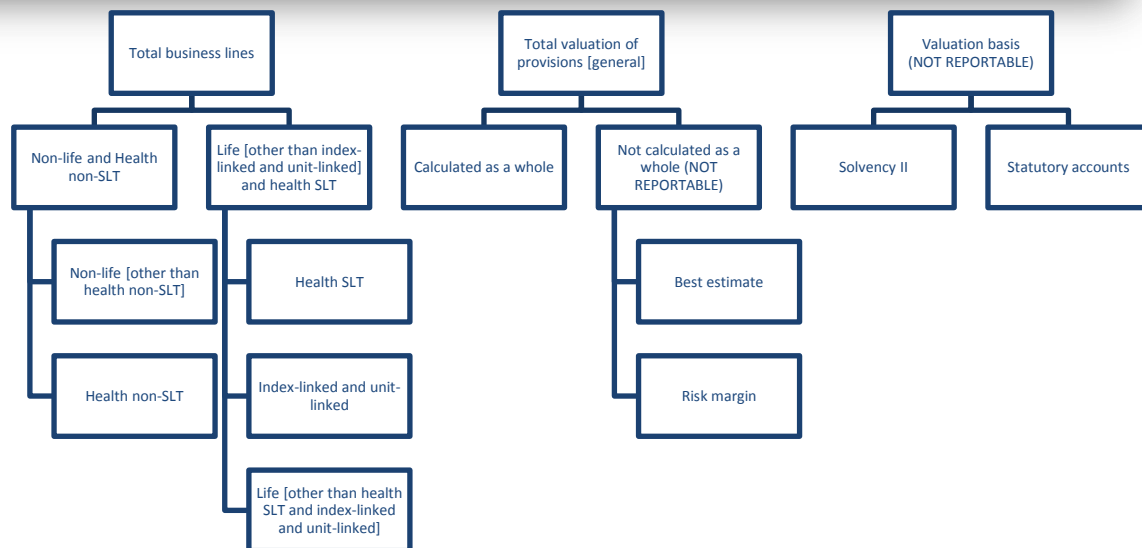 Total business lines
Total valuation of
provisions [general]
Valuation basis
(NOT REPORTABLE)
Non-life and Health
non-SLT
Life [other than index-
linked and unit-linked]
and health SLT
Calculated as a whole
Not calculated as a
whole (NOT
REPORTABLE)
Solvency II
Statutory accounts
Non-life [other than
health non-SLT]
Health SLT
Best estimate
Health non-SLT
Index-linked and unit-
linked
Risk margin
Life [other than health
SLT and index-linked
and unit-linked]